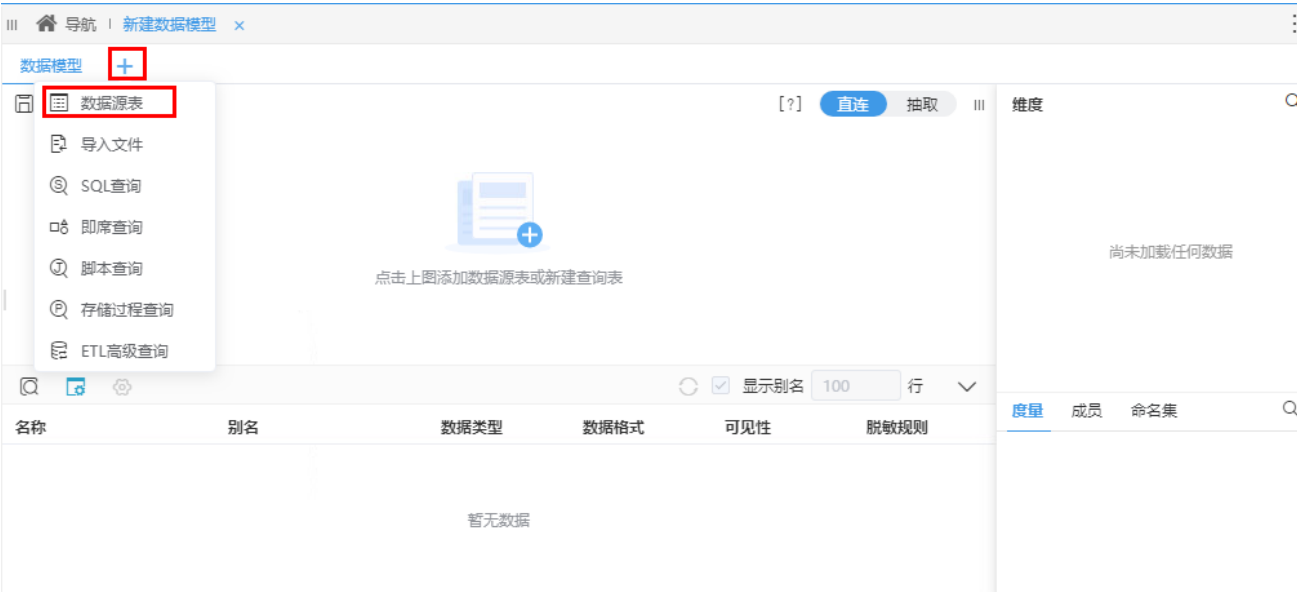 导航 新建数据模型
数据模型
数据源表
[?] 直连 抽取
维度
导入文件
SQL查询
即席查询
脚本查询
存储过程查询
ETL高级查询
点击上图添加数据源表或新建查询表
尚未加载任何数据
显示别名 100 行
名称 别名 数据类型 数据格式 可见性 脱敏规则
暂无数据
度量 成员 命名集